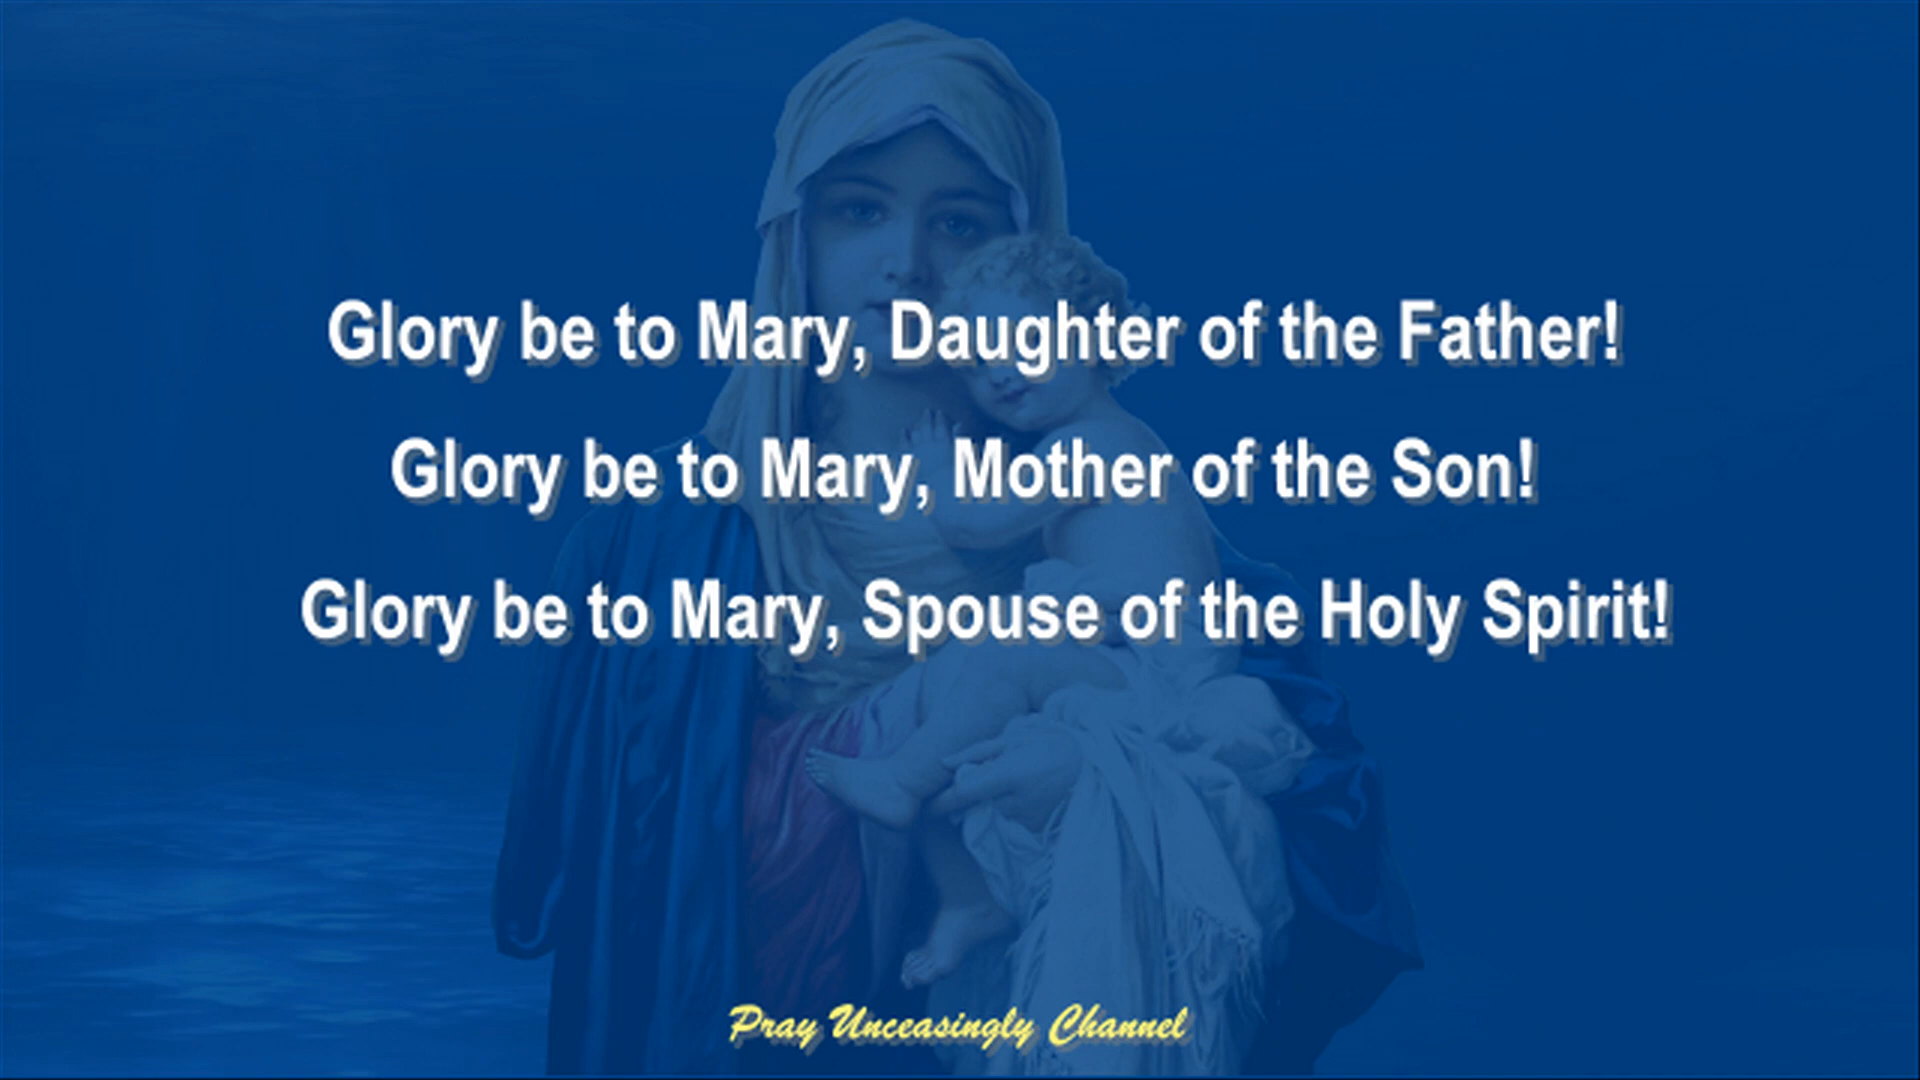 Glory be to Mary, Daughter of the Father!
Glory be to Mary, Mother of the Son!
Glory be to Mary, Spouse of the Holy Spirit!
Pray Unceasingly Channel